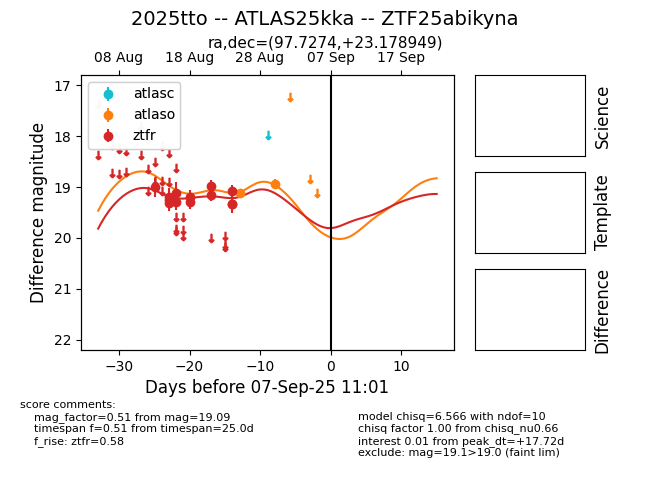 2025tto -- ATLAS25kka -- ZTF25abikyna
ra,dec=(97.7274,+23.178949)
08 Aug 18 Aug 28 Aug 07 Sep 17 Sep
atlasc
atlaso
ztfr
17
18
19
20
21
22
Difference magnitude
−30 −20 −10 0 10
Days before 07-Sep-25 11:01
Science
Template
Difference
score comments:
mag_factor=0.51 from mag=19.09
timespan f=0.51 from timespan=25.0d
f_rise: ztfr=0.58
model chisq=6.566 with ndof=10
chisq factor 1.00 from chisq_nu0.66
interest 0.01 from peak_dt=+17.72d
exclude: mag=19.1>19.0 (faint lim)